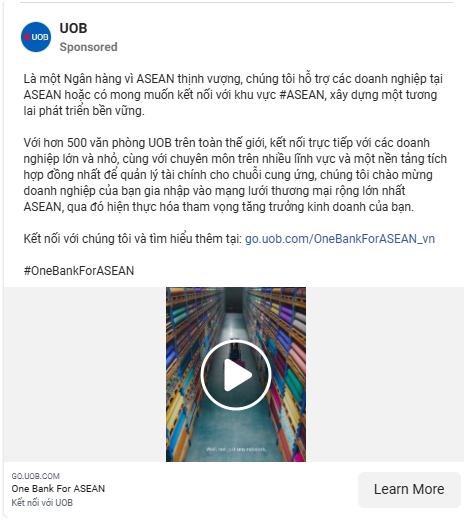 UOB
UOB
Sponsored
Là một Ngân hàng vì ASEAN thịnh vượng, chúng tôi hỗ trợ các doanh nghiệp tại
ASEAN hoặc có mong muốn kết nối với khu vực #ASEAN, xây dựng một tương
lai phát triển bền vững.
Với hơn 500 văn phòng UOB trên toàn thế giới, kết nối trực tiếp với các doanh
nghiệp lớn và nhỏ, cùng với chuyên môn trên nhiều lĩnh vực và một nền tảng tích
hợp đồng nhất để quản lý tài chính cho chuỗi cung ứng, chúng tôi chào mừng
doanh nghiệp của bạn gia nhập vào mạng lưới thương mại rộng lớn nhất
ASEAN, qua đó hiện thực hóa tham vọng tăng trưởng kinh doanh của bạn.
Kết nối với chúng tôi và tìm hiểu thêm tại: go.uob.com/OneBankForASEAN_vn
#OneBankForASEAN
GO.UOB.COM
One Bank For ASEAN
Kết nối với UOB
Learn More